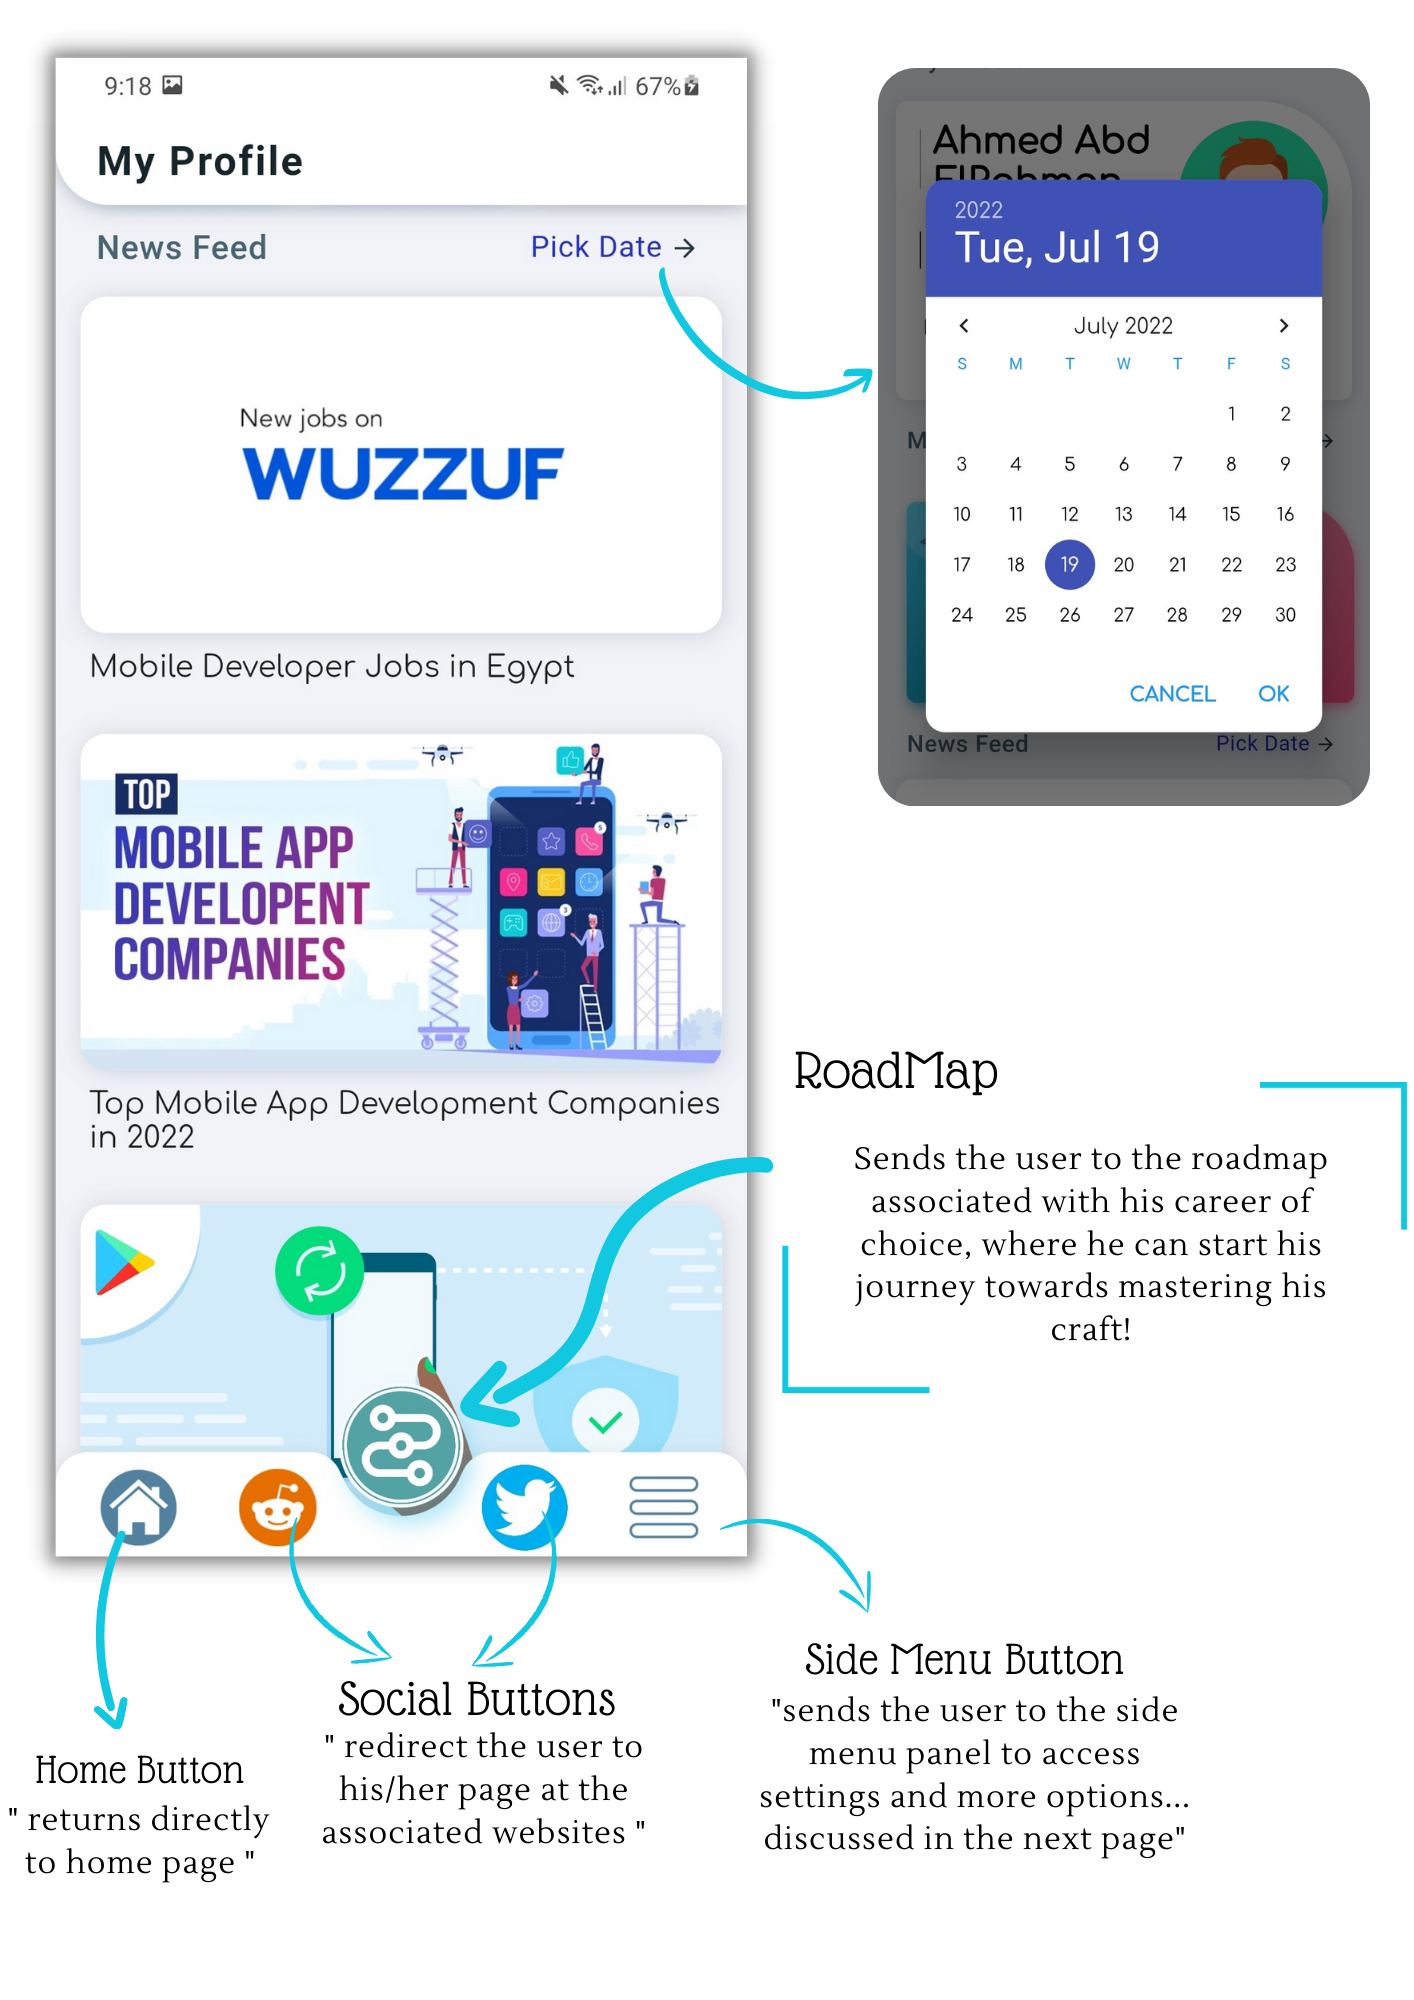 9:18
67%
My Profile
News Feed
Pick Date →
New jobs on
WUZZUF
Mobile Developer Jobs in Egypt
TOP
MOBILE APP
DEVELOPENT
COMPANIES
5
3
Top Mobile App Development Companies
in 2022
Ahmed Abd
ElRahman
2022
Tue, Jul 19
July 2022
S M T W T F S
1 2
3 4 5 6 7 8 9
10 11 12 13 14 15 16
17 18 19 20 21 22 23
24 25 26 27 28 29 30
CANCEL OK
M
News Feed
Pick Date →
RoadMap
Sends the user to the roadmap
associated with his career of
choice, where he can start his
journey towards mastering his
craft!
Home Button
" returns directly
to home page "
Social Buttons
" redirect the user to
his/her page at the
associated websites "
Side Menu Button
"sends the user to the side
menu panel to access
settings and more options...
discussed in the next page"